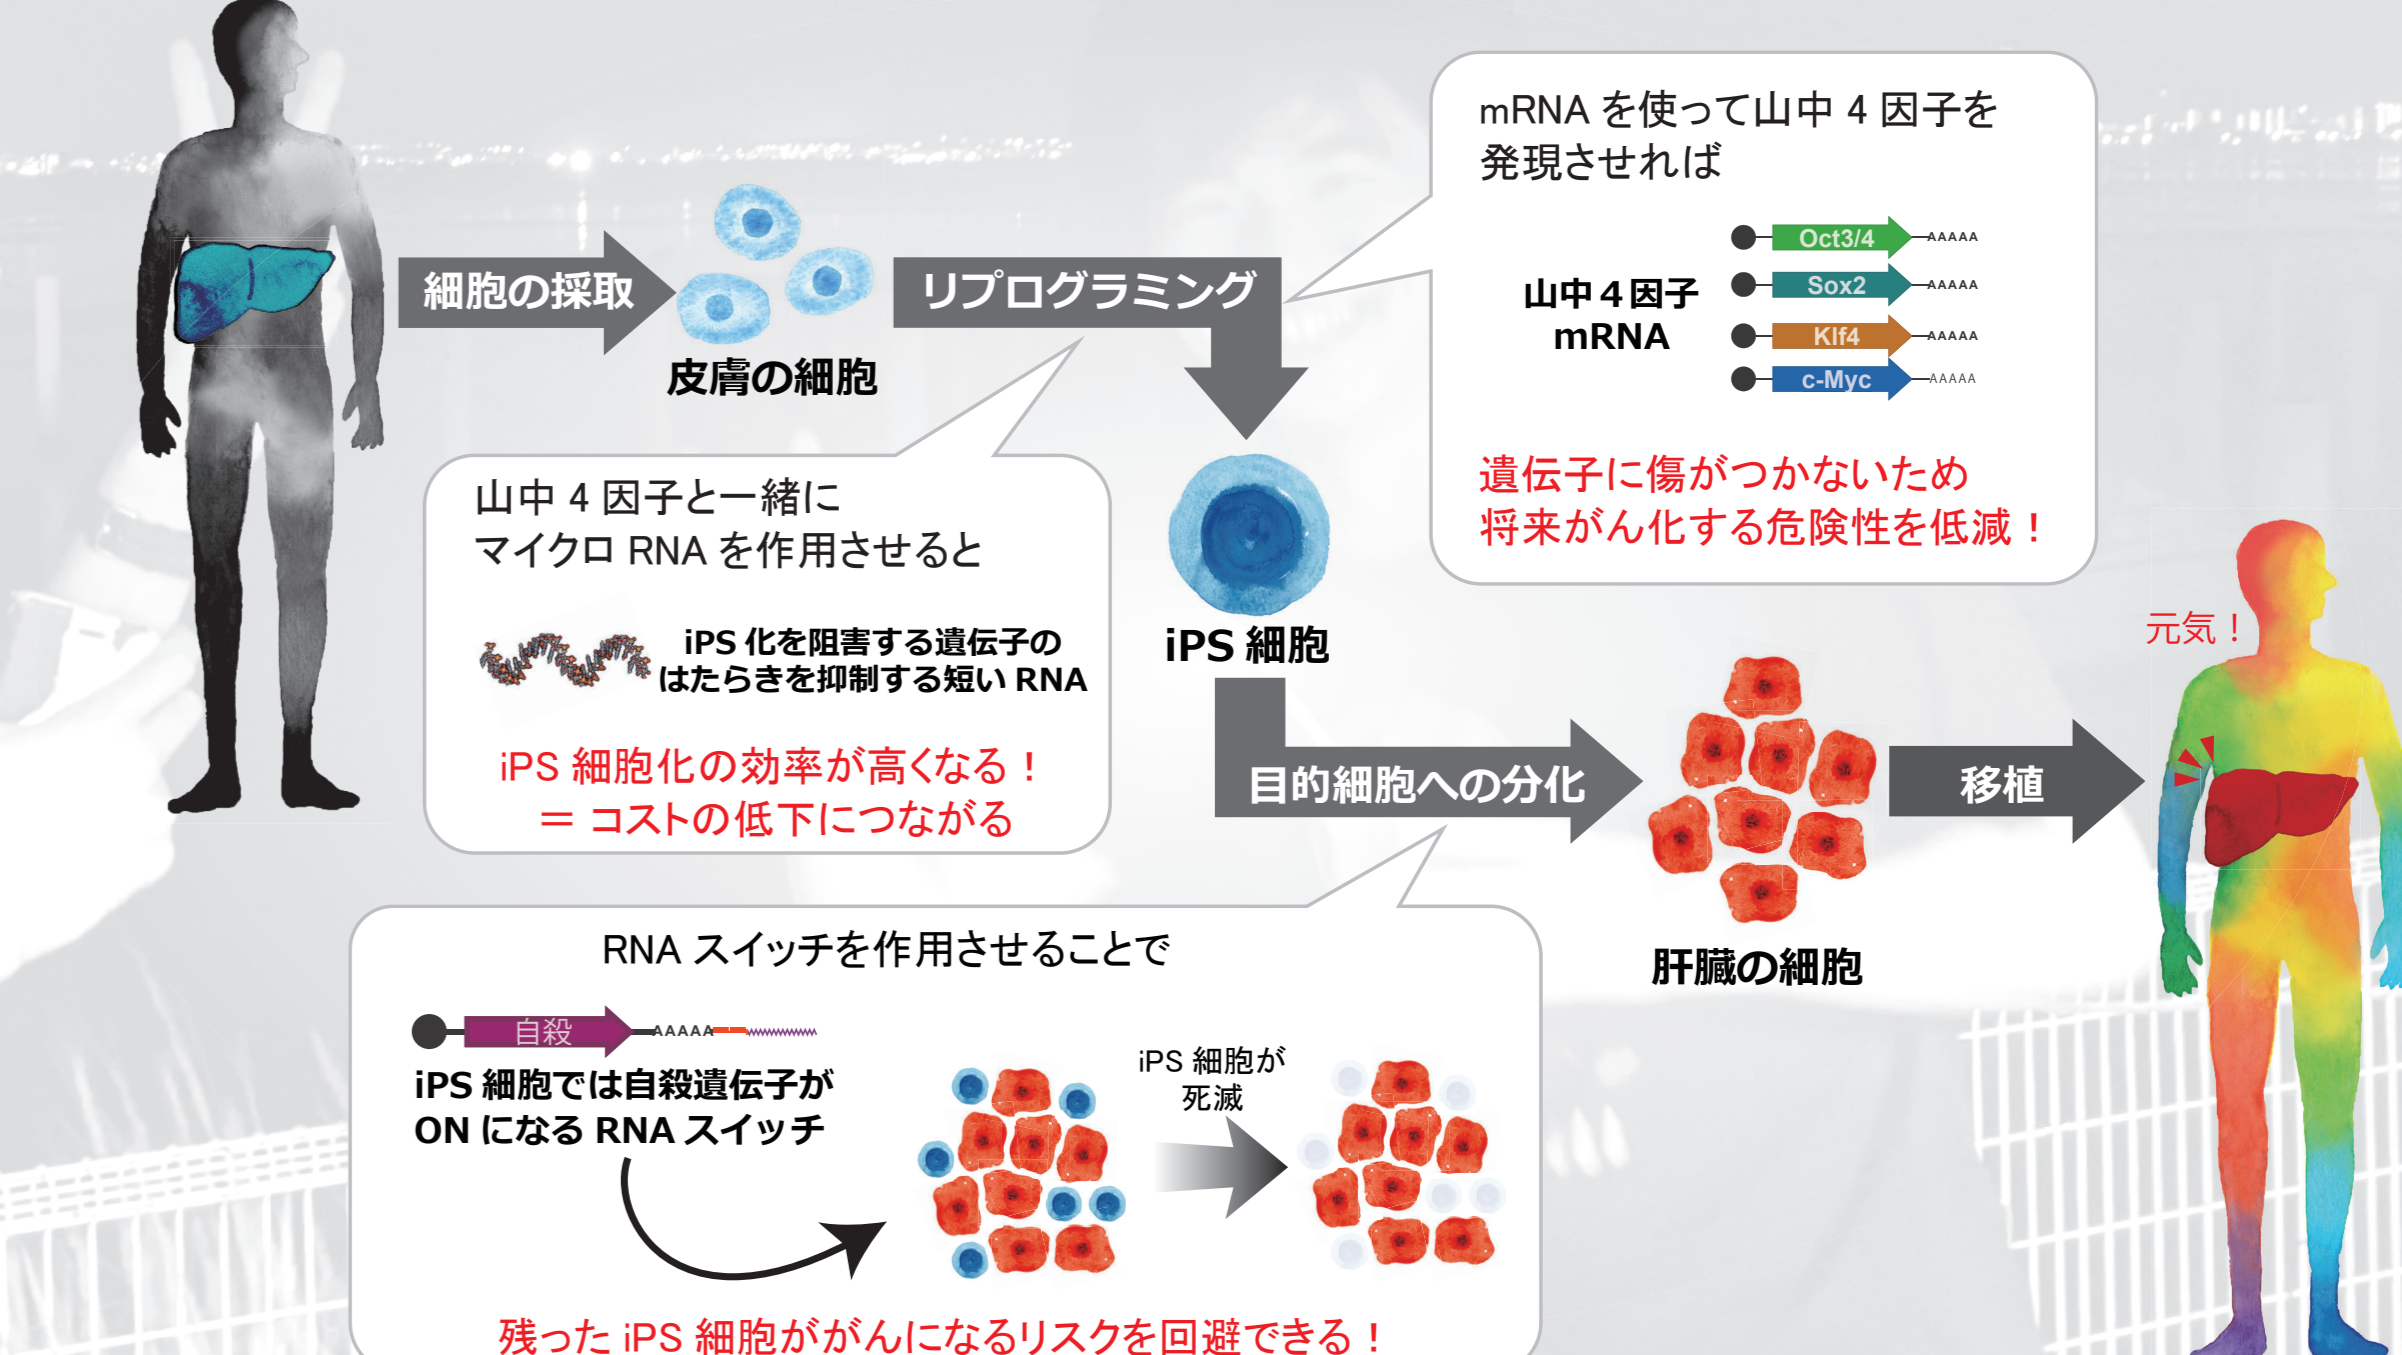 細胞の採取
皮膚の細胞
リプログラミング
mRNA を使って山中 4 因子を
発現させれば
山中４因子
mRNA
Oct3/4
AAAAA
Sox2
AAAAA
Klf4
AAAAA
c-Myc
AAAAA
遺伝子に傷がつかないため
将来がん化する危険性を低減！
山中 4 因子と一緒に
マイクロ RNA を作用させると
iPS 化を阻害する遺伝子の
はたらきを抑制する短い RNA
iPS 細胞化の効率が高くなる！
＝ コストの低下につながる
iPS 細胞
目的細胞への分化
肝臓の細胞
移植
元気！
RNA スイッチを作用させることで
自殺
AAAAA
iPS 細胞では自殺遺伝子が
ON になる RNA スイッチ
iPS 細胞が
死滅
残った iPS 細胞ががんになるリスクを回避できる！